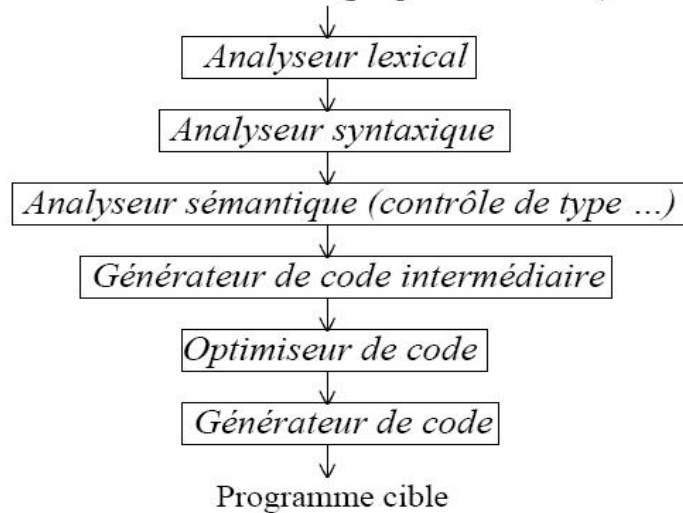 Analyseur lexical
Analyseur syntaxique
Analyseur sémantique (contrôle de type ...)
Générateur de code intermédiaire
Optimiseur de code
Générateur de code
Programme cible